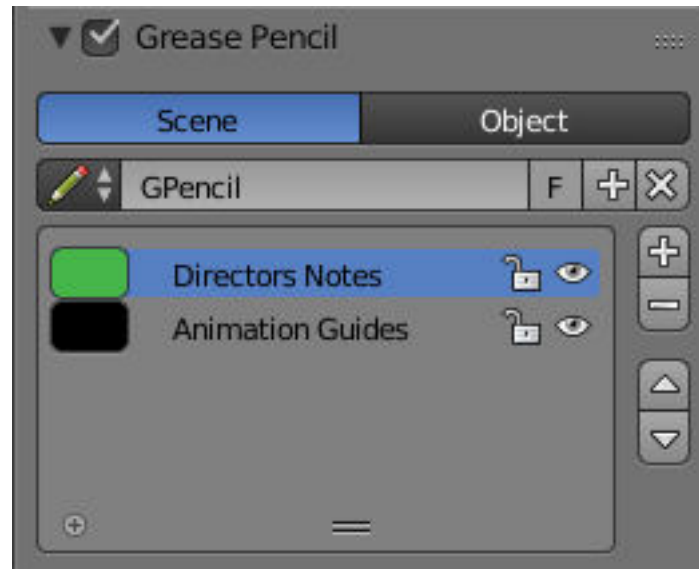 Grease Pencil
Scene Object
GPencil F
Directors Notes
Animation Guides